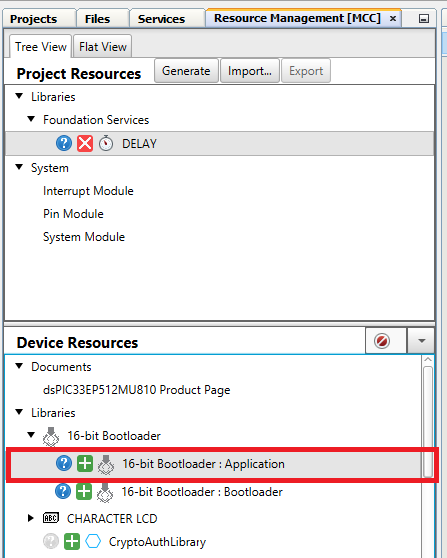 Projects Files Services Resource Management [MCC] ×
Tree View Flat View
Project Resources Generate Import... Export
Libraries
Foundation Services
? DELAY
System
Interrupt Module
Pin Module
System Module
Device Resources
Documents
dsPIC33EP512MU810 Product Page
Libraries
16-bit Bootloader
? 16-bit Bootloader : Application
? 16-bit Bootloader : Bootloader
ABC CHARACTER LCD
? CryptoAuthLibrary